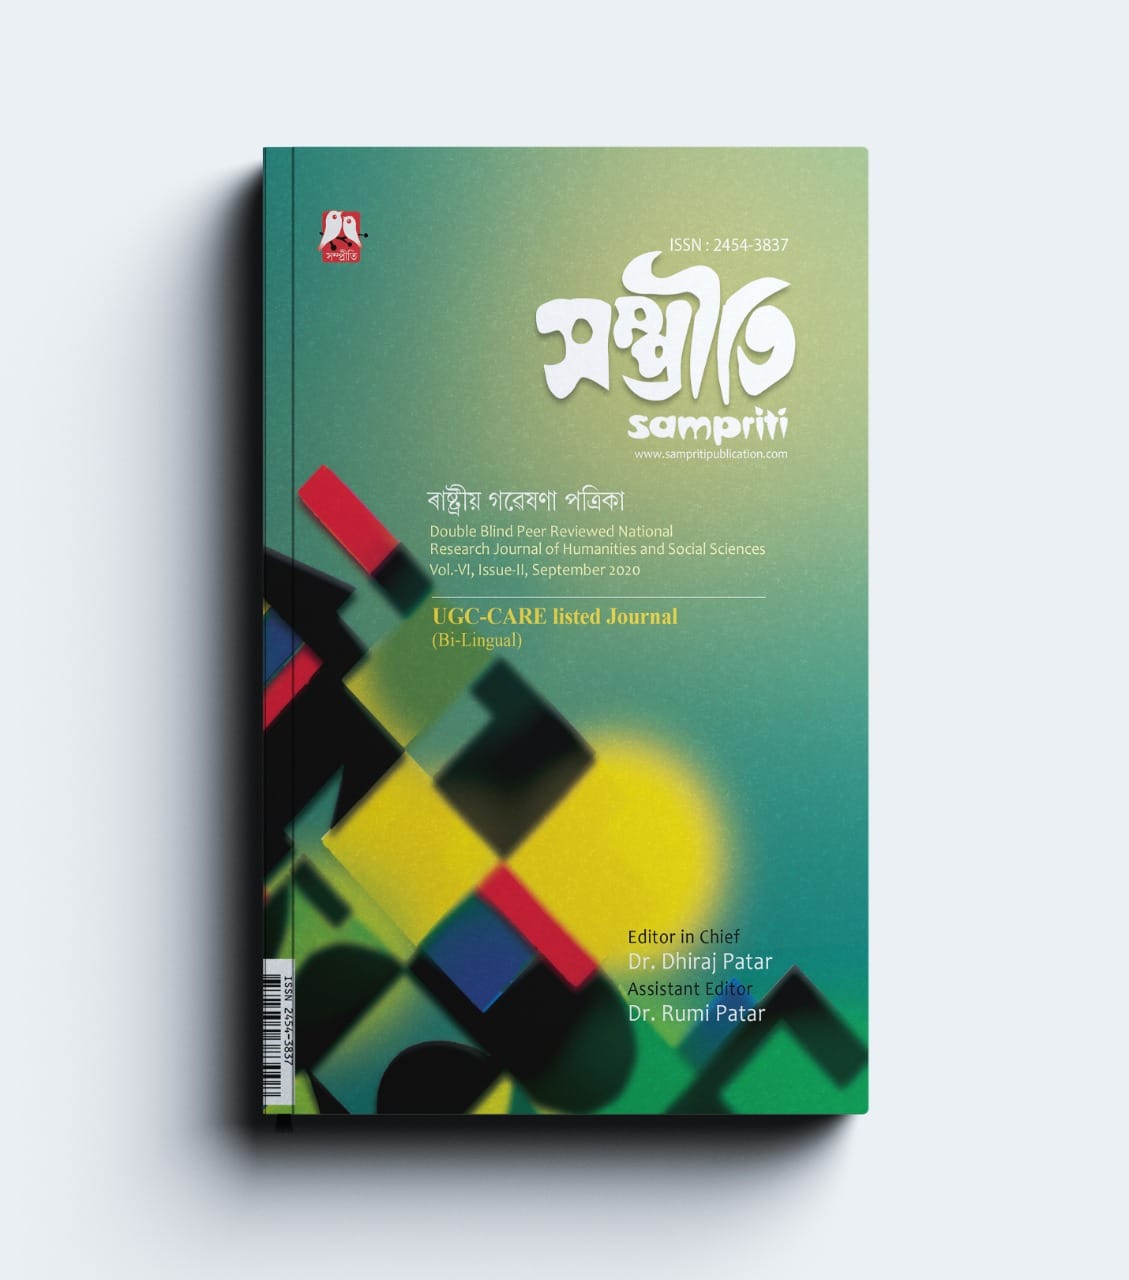 সম্প্ৰীতি
ISSN : 2454-3837
সম্প্ৰীতি
sampriti
www.sampritipublication.com
ৰাষ্ট্ৰীয় গৱেষণা পত্ৰিকা
Double Blind Peer Reviewed National
Research Journal of Humanities and Social Sciences
Vol.-VI, Issue-II, September 2020
UGC-CARE listed Journal
(Bi-Lingual)
Editor in Chief
Dr. Dhiraj Patar
Assistant Editor
Dr. Rumi Patar
ISSN 2454-3837